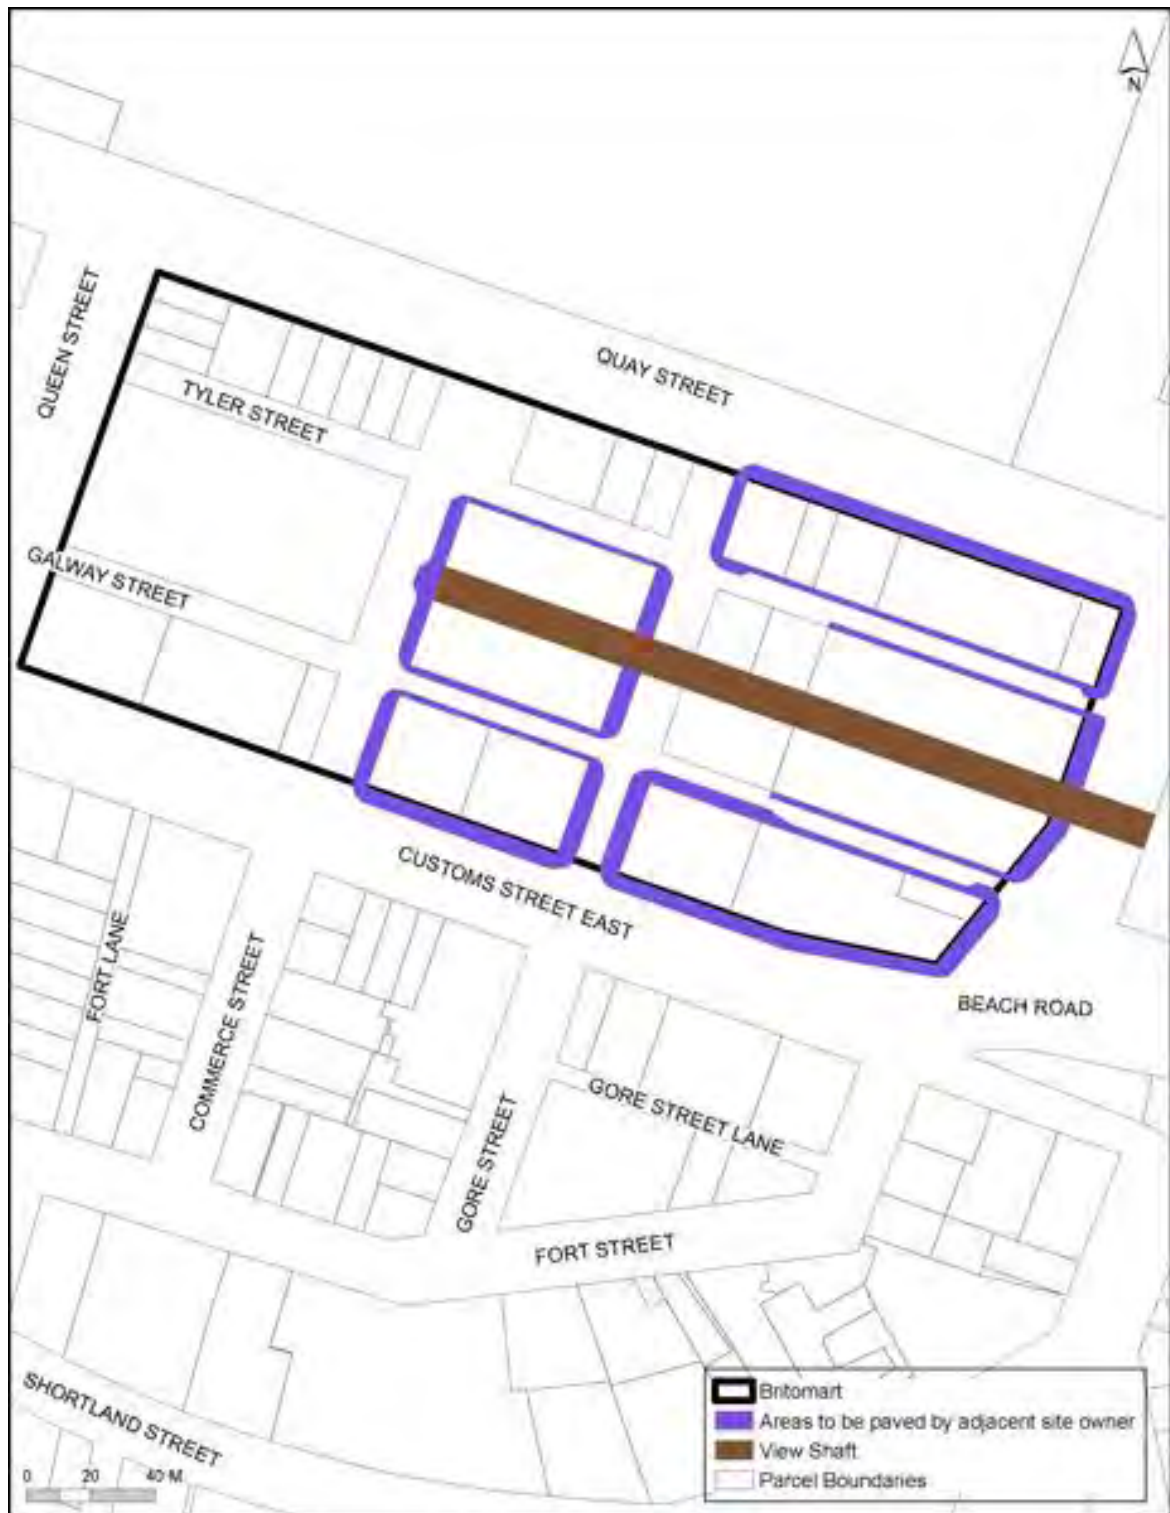 N
QUEEN STREET
QUAY STREET
TYLER STREET
GALWAY STREET
CUSTOMS STREET EAST
FORT LANE
COMMERCE STREET
BEACH ROAD
GORE STREET LANE
GORE STREET
FORT STREET
SHORTLAND STREET
0 20 40 M
Britomart
Areas to be paved by adjacent site owner
View Shaft
Parcel Boundaries